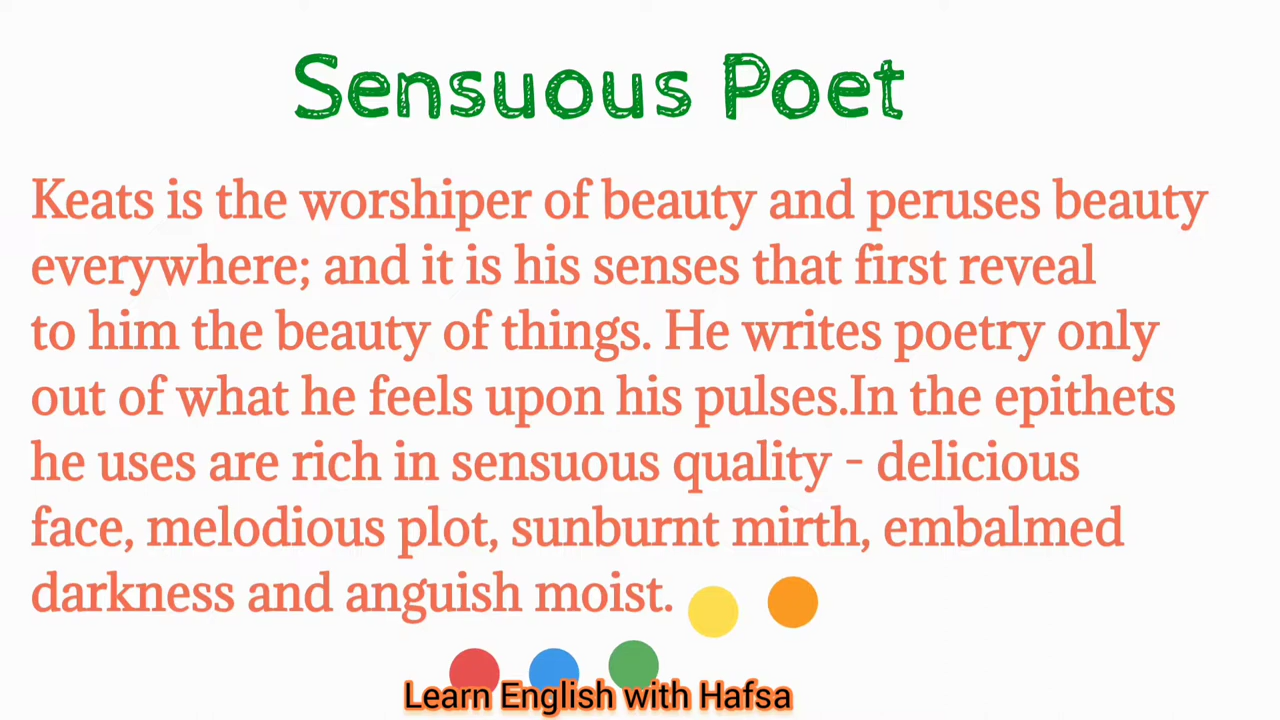 Sensuous Poet
Keats is the worshiper of beauty and peruses beauty
everywhere; and it is his senses that first reveal
to him the beauty of things. He writes poetry only
out of what he feels upon his pulses.In the epithets
he uses are rich in sensuous quality - delicious
face, melodious plot, sunburnt mirth, embalmed
darkness and anguish moist.
Learn English with Hafsa